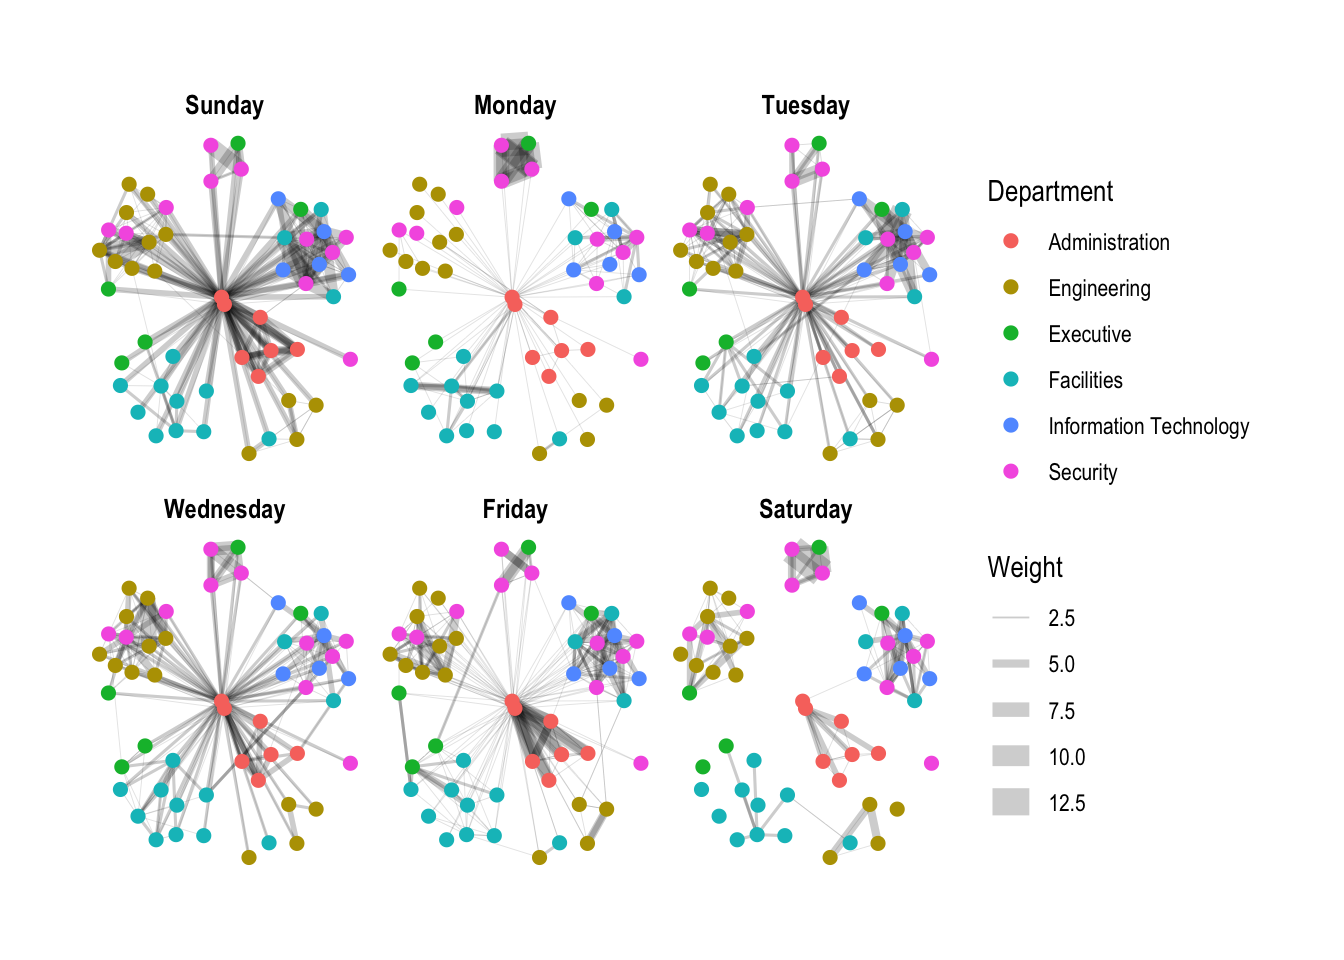 Sunday
Monday
Tuesday
Wednesday
Friday
Saturday
Department
Administration
Engineering
Executive
Facilities
Information Technology
Security
Weight
2.5
5.0
7.5
10.0
12.5